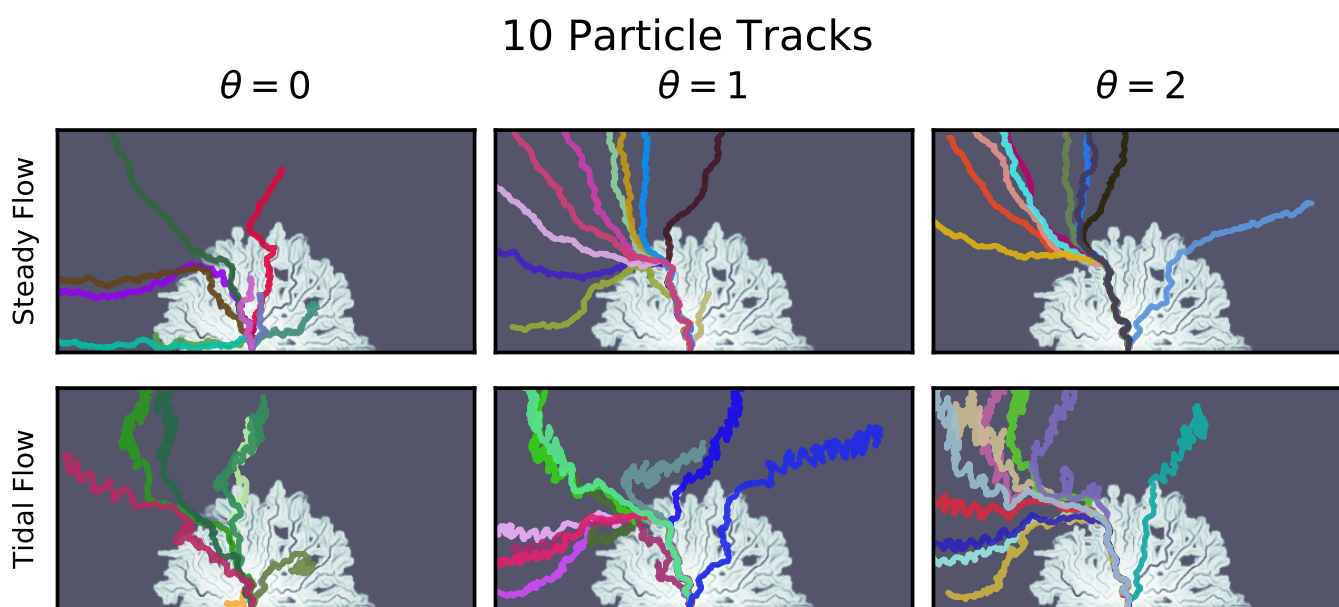 10 Particle Tracks
θ = 0
θ = 1
θ = 2
Steady Flow
Tidal Flow